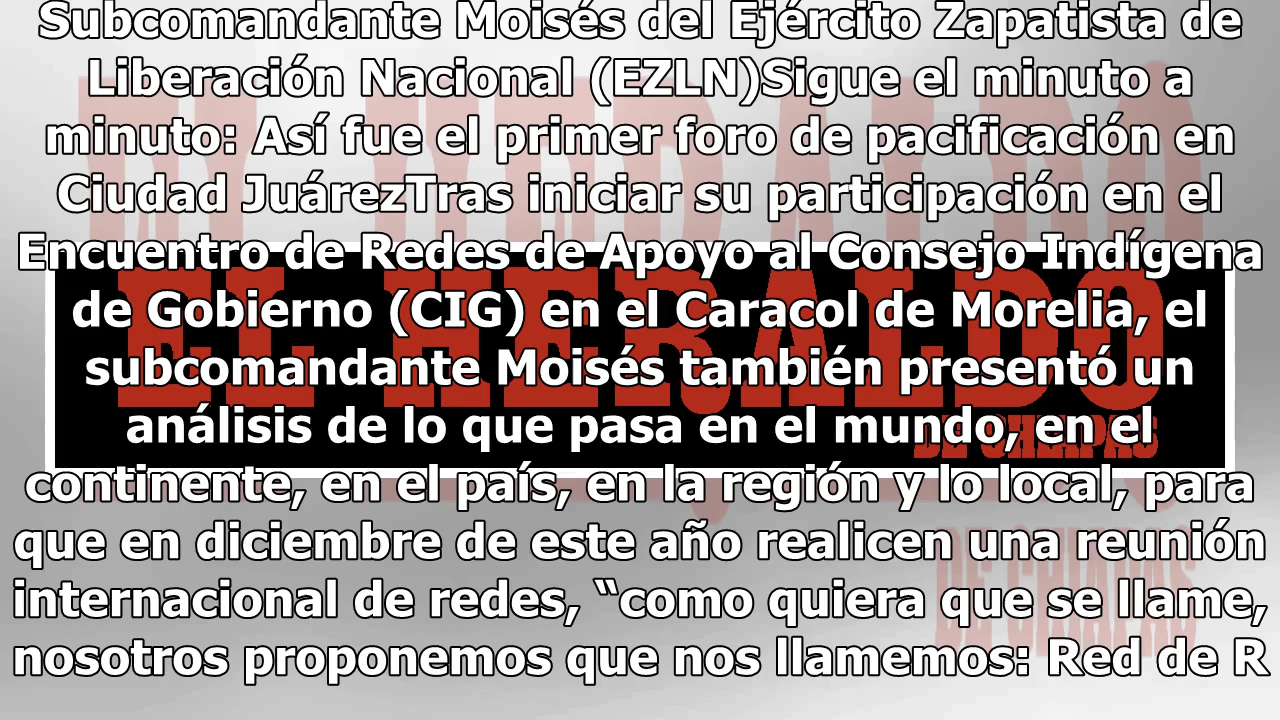 Subcomandante Moisés del Ejército Zapatista de
Liberación Nacional (EZLN)Sigue el minuto a
minuto: Así fue el primer foro de pacificación en
Ciudad JuárezTras iniciar su participación en el
Encuentro de Redes de Apoyo al Consejo Indígena
de Gobierno (CIG) en el Caracol de Morelia, el
subcomandante Moisés también presentó un
análisis de lo que pasa en el mundo, en el
continente, en el país, en la región y lo local, para
que en diciembre de este año realicen una reunión
internacional de redes, “como quiera que se llame,
nosotros proponemos que nos llamemos: Red de R
EL HERALDO
DE CHIAPAS